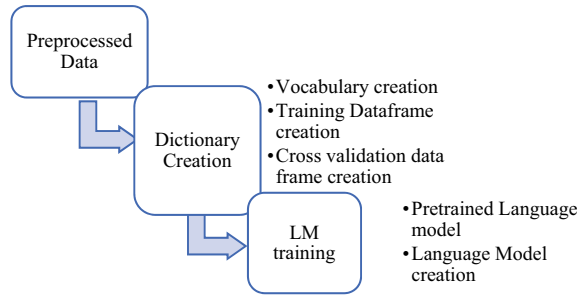 Preprocessed
Data
•Vocabulary creation
•Training Dataframe
creation
•Cross validation data
frame creation
Dictionary
Creation
•Pretrained Language
model
•Language Model
creation
LM
training